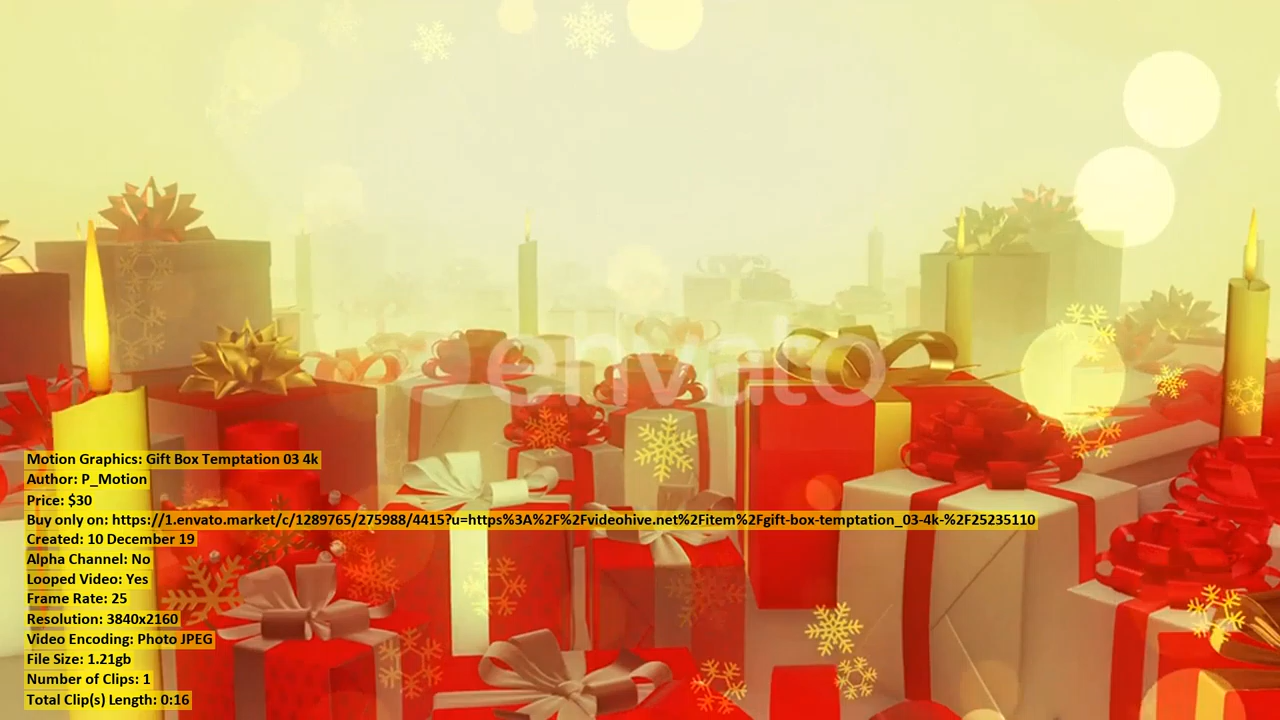 envato
Motion Graphics: Gift Box Temptation 03 4k
Author: P_Motion
Price: $30
Buy only on: https://1.envato.market/c/1289765/275988/4415?u=https%3A%2F%2Fvideohive.net%2Fitem%2Fgift-box-temptation_03-4k-%2F25235110
Created: 10 December 19
Alpha Channel: No
Looped Video: Yes
Frame Rate: 25
Resolution: 3840x2160
Video Encoding: Photo JPEG
File Size: 1.21gb
Number of Clips: 1
Total Clip(s) Length: 0:16